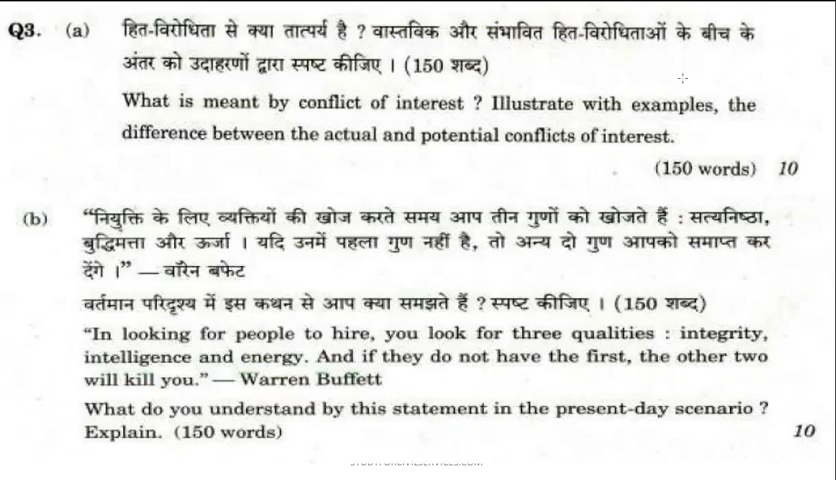 Q3. (a) हित-विरोधिता से क्या तात्पर्य है ? वास्तविक और संभावित हित-विरोधिताओं के बीच के
अंतर को उदाहरणों द्वारा स्पष्ट कीजिए । (150 शब्द)
What is meant by conflict of interest ? Illustrate with examples, the
difference between the actual and potential conflicts of interest.
(150 words) 10
(b) “नियुक्ति के लिए व्यक्तियों की खोज करते समय आप तीन गुणों को खोजते हैं : सत्यनिष्ठा,
बुद्धिमत्ता और ऊर्जा । यदि उनमें पहला गुण नहीं है, तो अन्य दो गुण आपको समाप्त कर
देंगे ।” — वॉरेन बफेट
वर्तमान परिदृश्य में इस कथन से आप क्या समझते हैं ? स्पष्ट कीजिए । (150 शब्द)
“In looking for people to hire, you look for three qualities : integrity,
intelligence and energy. And if they do not have the first, the other two
will kill you.” — Warren Buffett
What do you understand by this statement in the present-day scenario ?
Explain. (150 words) 10